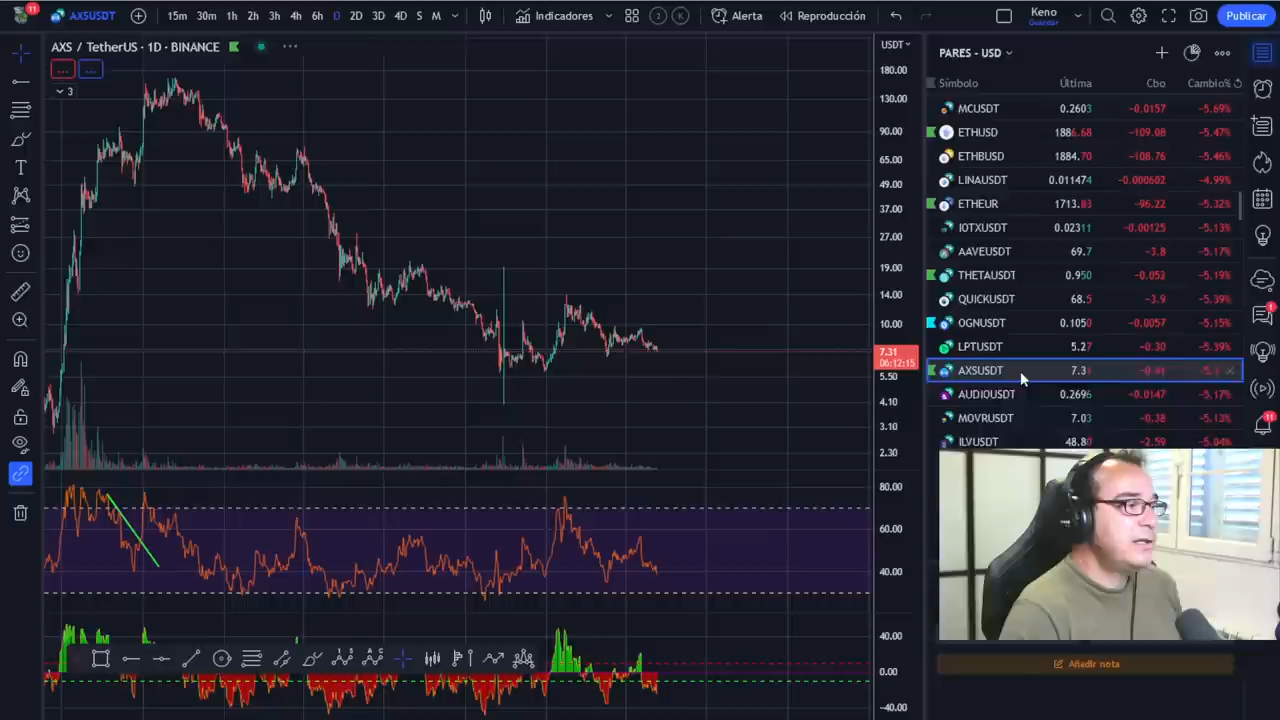 11
AXSUSDT
15m 30m 1h 2h 3h 4h 6h D 2D 3D 4D S M
Indicadores
2 K
Alerta
Reproducción
Keno
Guardar
Publicar
AXS / TetherUS · 1D · BINANCE
3
USDT
180.00
130.00
90.00
65.00
49.00
37.00
27.00
19.00
14.00
10.00
7.31
06:12:15
5.50
4.10
3.10
2.30
80.00
60.00
40.00
40.00
0.00
−40.00
PARES - USD
Símbolo Última Cbo Cambio%
MCUSDT 0.2603 −0.0157 −5.69%
ETHUSD 1886.68 −109.08 −5.47%
ETHBUSD 1884.70 −108.76 −5.46%
LINAUSDT 0.011474 −0.000602 −4.99%
ETHEUR 1713.83 −96.22 −5.32%
IOTXUSDT 0.02311 −0.00125 −5.13%
AAVEUSDT 69.7 −3.8 −5.17%
THETAUSDT 0.950 −0.052 −5.19%
QUICKUSDT 68.5 −3.9 −5.39%
OGNUSDT 0.1050 −0.0057 −5.15%
LPTUSDT 5.27 −0.30 −5.39%
AXSUSDT 7.3
AUDIOUSDT 0.2696 −0.0147 −5.17%
MOVRUSDT 7.03 −0.38 −5.13%
ILVUSDT 48.80 −2.59 −5.04%
1
11
Añadir nota